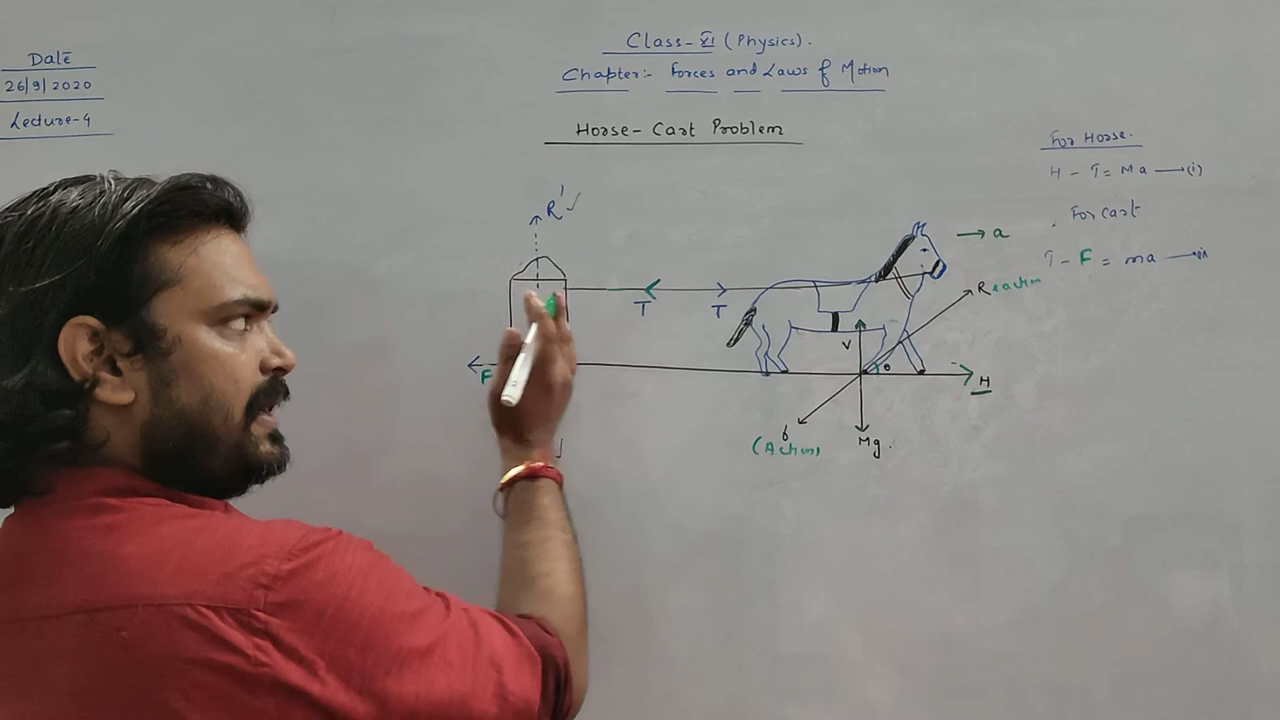 Date
26/9/2020
Lecture-4
Class-XI (Physics).
Chapter:- Forces and Laws of Motion
Horse-Cart Problem
For Horse.
H - T = Ma → (i)
For cart
T - F = ma → (ii)
R'
→ a
Reaction
T
T
V
θ
F
H
(Action)
Mg.